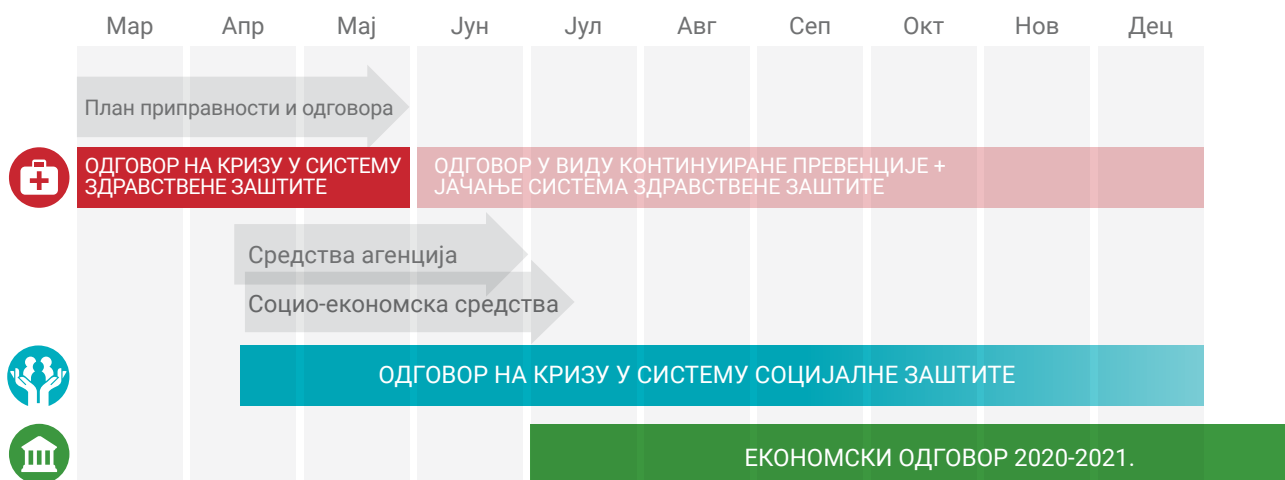 Мар Апр Мај Јун Јул Авг Сеп Окт Нов Дец
План приправности и одговора
ОДГОВОР НА КРИЗУ У СИСТЕМУ
ЗДРАВСТВЕНЕ ЗАШТИТЕ
ОДГОВОР У ВИДУ КОНТИНУИРАНЕ ПРЕВЕНЦИЈЕ +
ЈАЧАЊЕ СИСТЕМА ЗДРАВСТВЕНЕ ЗАШТИТЕ
Средства агенција
Социо-економска средства
ОДГОВОР НА КРИЗУ У СИСТЕМУ СОЦИЈАЛНЕ ЗАШТИТЕ
ЕКОНОМСКИ ОДГОВОР 2020-2021.